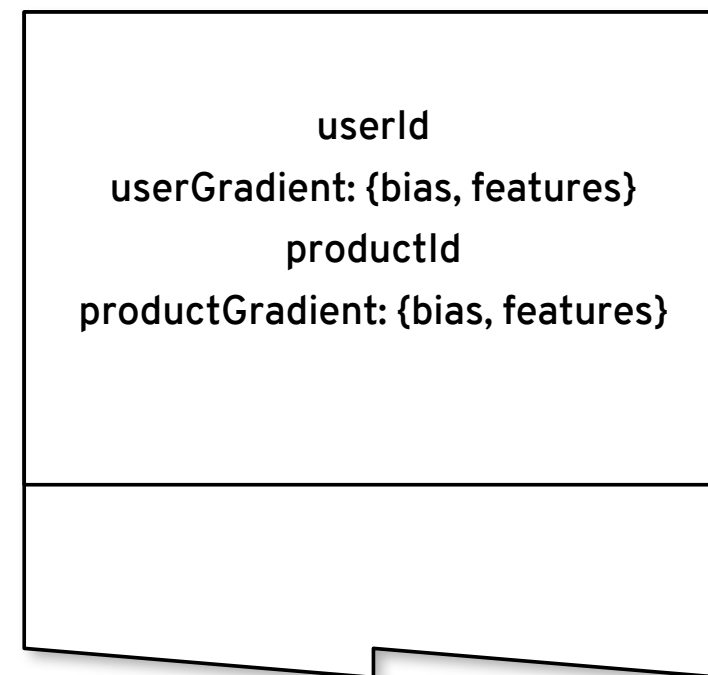 userId
userGradient: {bias, features}
productId
productGradient: {bias, features}